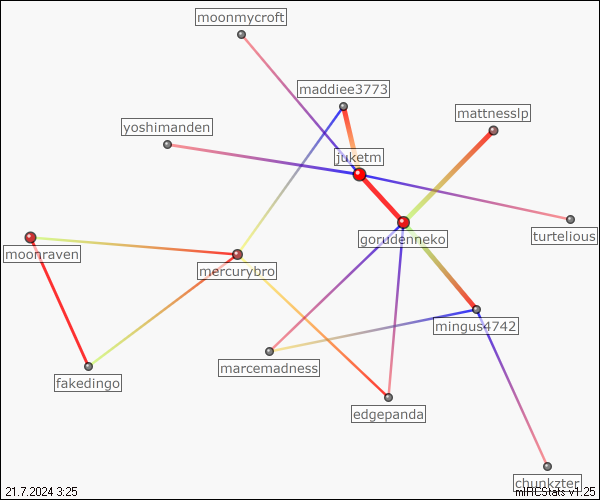 moonmycroft
maddiee3773
mattnesslp
yoshimanden
juketm
turtelious
gorudenneko
moonraven
mercurybro
mingus4742
marcemadness
fakedingo
edgepanda
chunkzter
21.7.2024 3:25
mIRCStats v1.25